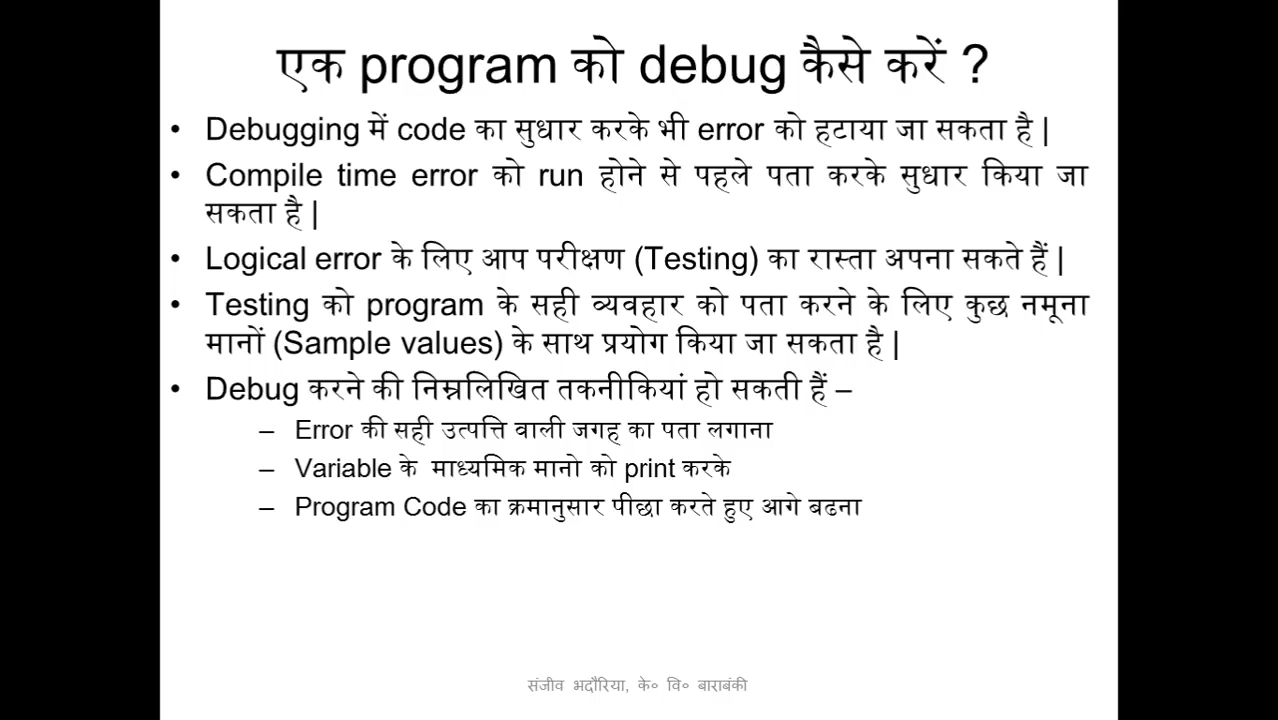 एक program को debug कैसे करें ?
• Debugging में code का सुधार करके भी error को हटाया जा सकता है |
• Compile time error को run होने से पहले पता करके सुधार किया जा
सकता है |
• Logical error के लिए आप परीक्षण (Testing) का रास्ता अपना सकते हैं |
• Testing को program के सही व्यवहार को पता करने के लिए कुछ नमूना
मानों (Sample values) के साथ प्रयोग किया जा सकता है |
• Debug करने की निम्नलिखित तकनीकियां हो सकती हैं –
– Error की सही उत्पत्ति वाली जगह का पता लगाना
– Variable के माध्यमिक मानो को print करके
– Program Code का क्रमानुसार पीछा करते हुए आगे बढना
संजीव भदौरिया, के० वि० बाराबंकी